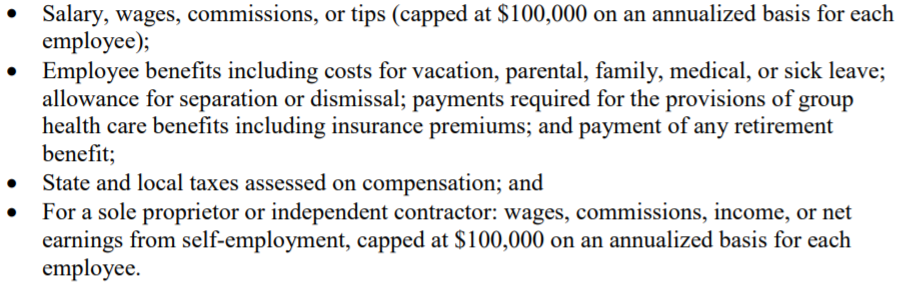 • Salary, wages, commissions, or tips (capped at $100,000 on an annualized basis for each
employee);
• Employee benefits including costs for vacation, parental, family, medical, or sick leave;
allowance for separation or dismissal; payments required for the provisions of group
health care benefits including insurance premiums; and payment of any retirement
benefit;
• State and local taxes assessed on compensation; and
• For a sole proprietor or independent contractor: wages, commissions, income, or net
earnings from self-employment, capped at $100,000 on an annualized basis for each
employee.